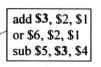 add $3, $2, $1
or $6, $2, $1
sub $5, $3, $4